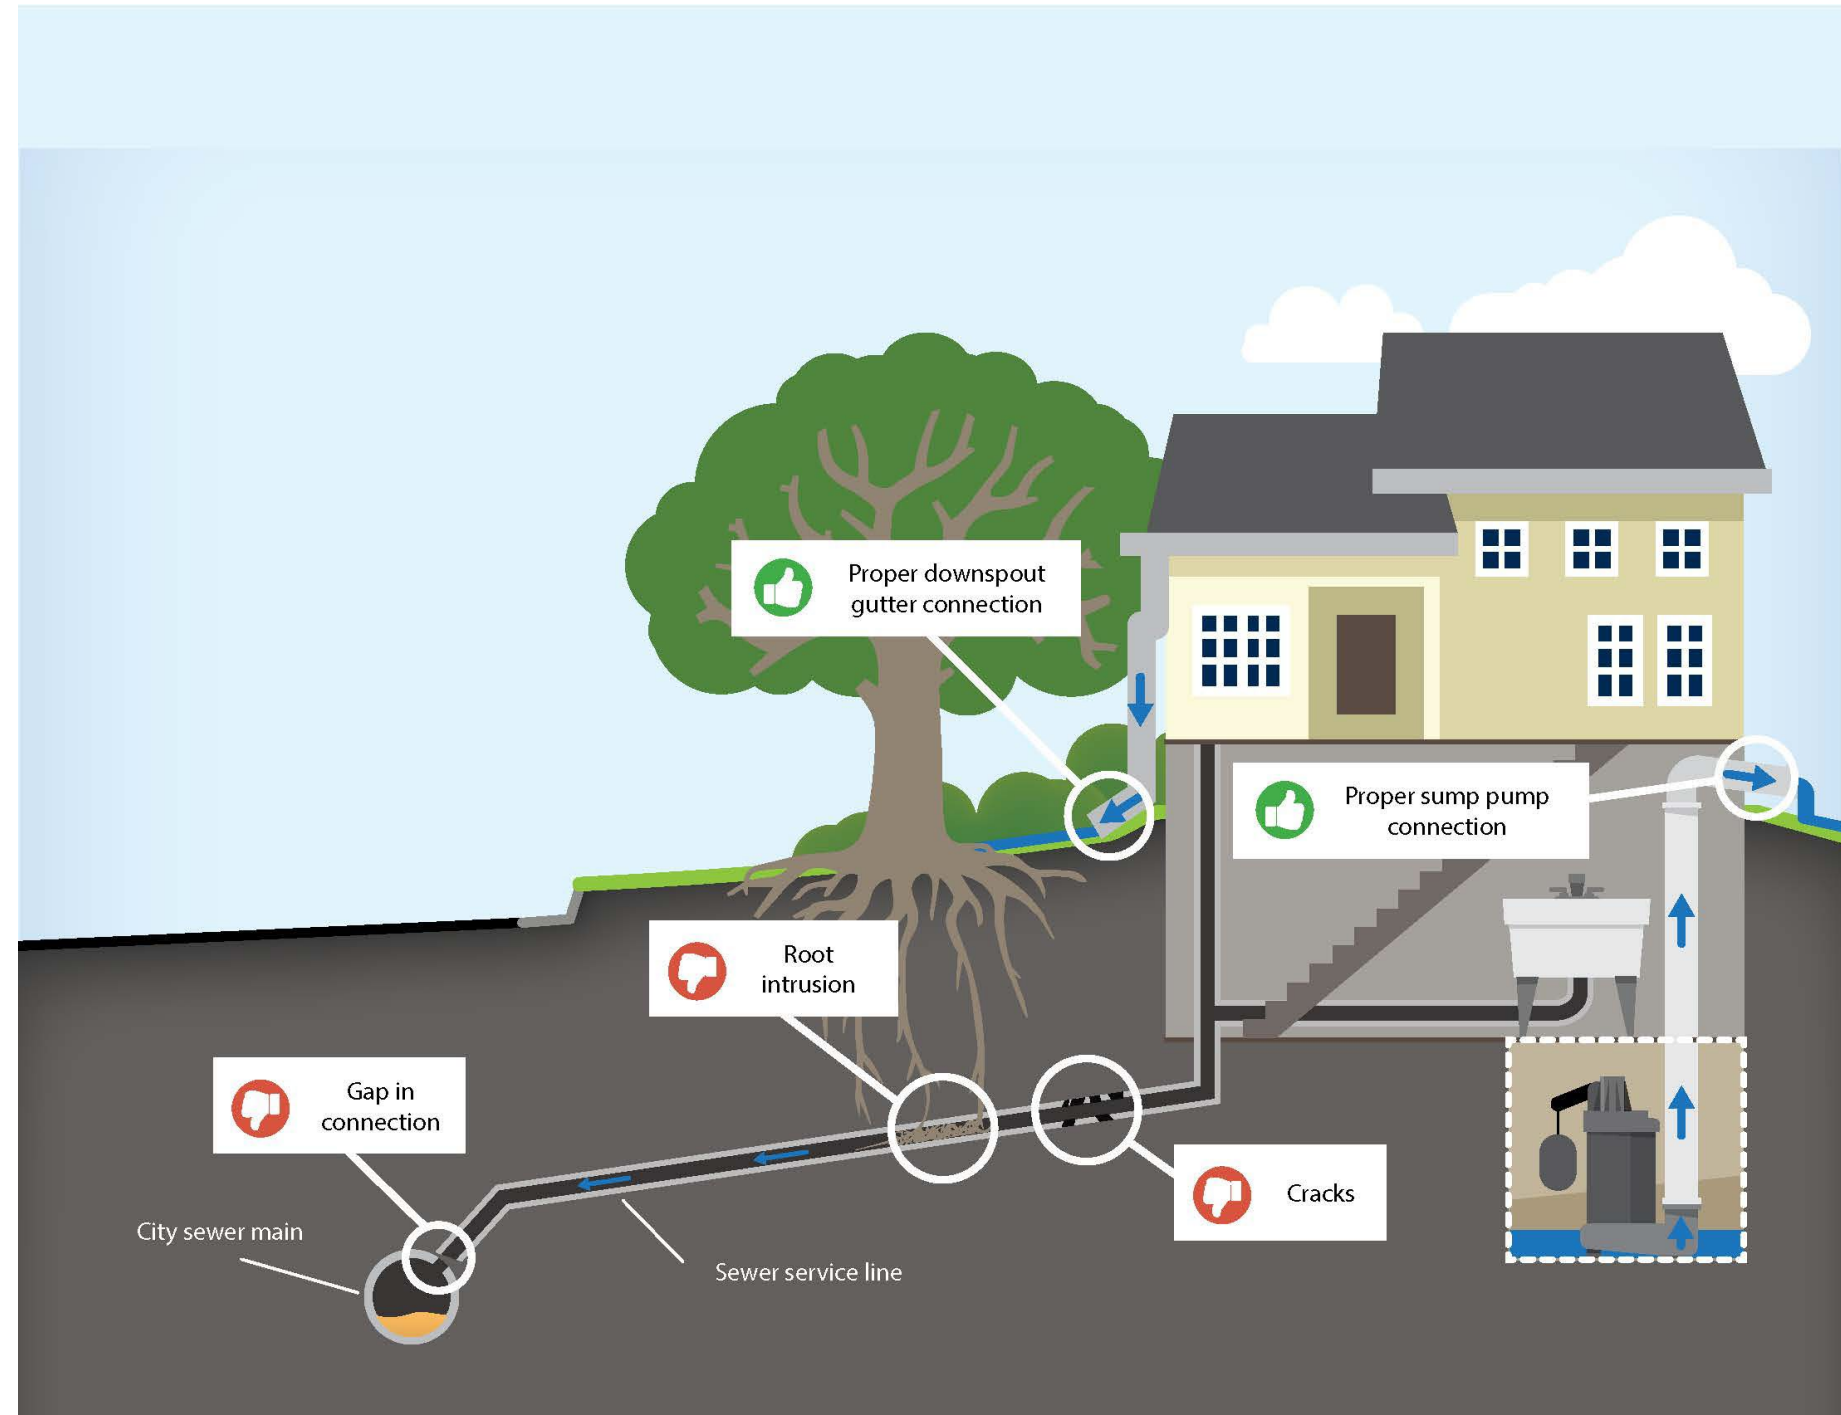 Proper downspout
gutter connection
Proper sump pump
connection
Root
intrusion
Gap in
connection
Cracks
City sewer main
Sewer service line